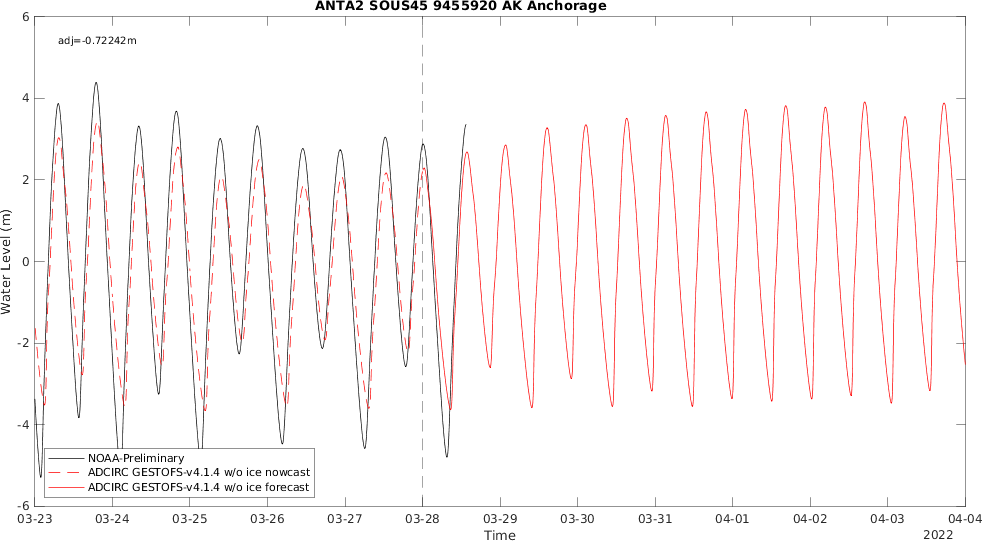 ANTA2 SOUS45 9455920 AK Anchorage
adj=-0.72242m
6
4
2
0
-2
-4
-6
Water Level (m)
NOAA-Preliminary
ADCIRC GESTOFS-v4.1.4 w/o ice nowcast
ADCIRC GESTOFS-v4.1.4 w/o ice forecast
03-23 03-24 03-25 03-26 03-27 03-28 03-29 03-30 03-31 04-01 04-02 04-03 04-04
Time
2022